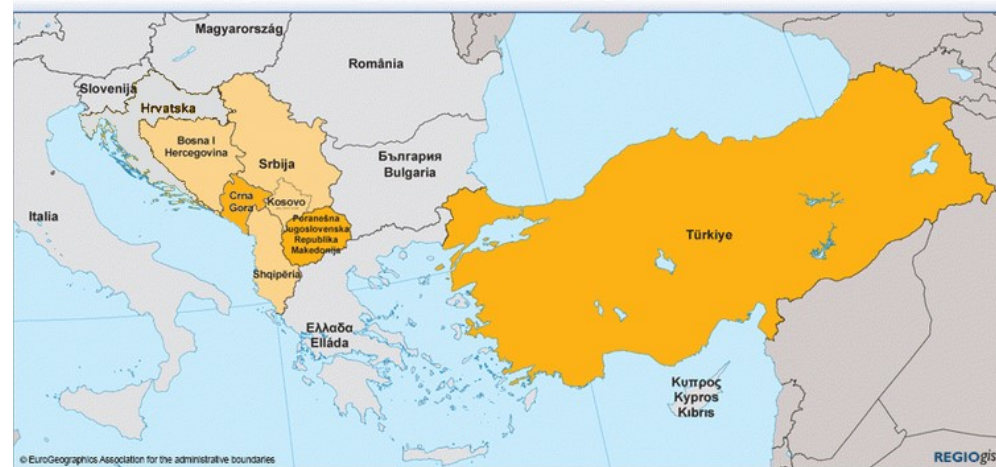 Magyarország
România
Slovenija
Hrvatska
Bosna I
Hercegovina
Srbija
България
Bulgaria
Crna
Gora
Kosovo
Italia
Poranešna
jugoslovenska
Republika
Makedonija
Türkiye
Shqipëria
Ελλαδα
Elláda
Κυπρος
Kypros
Kıbrıs
© EuroGeographics Association for the administrative boundaries
REGIOgis